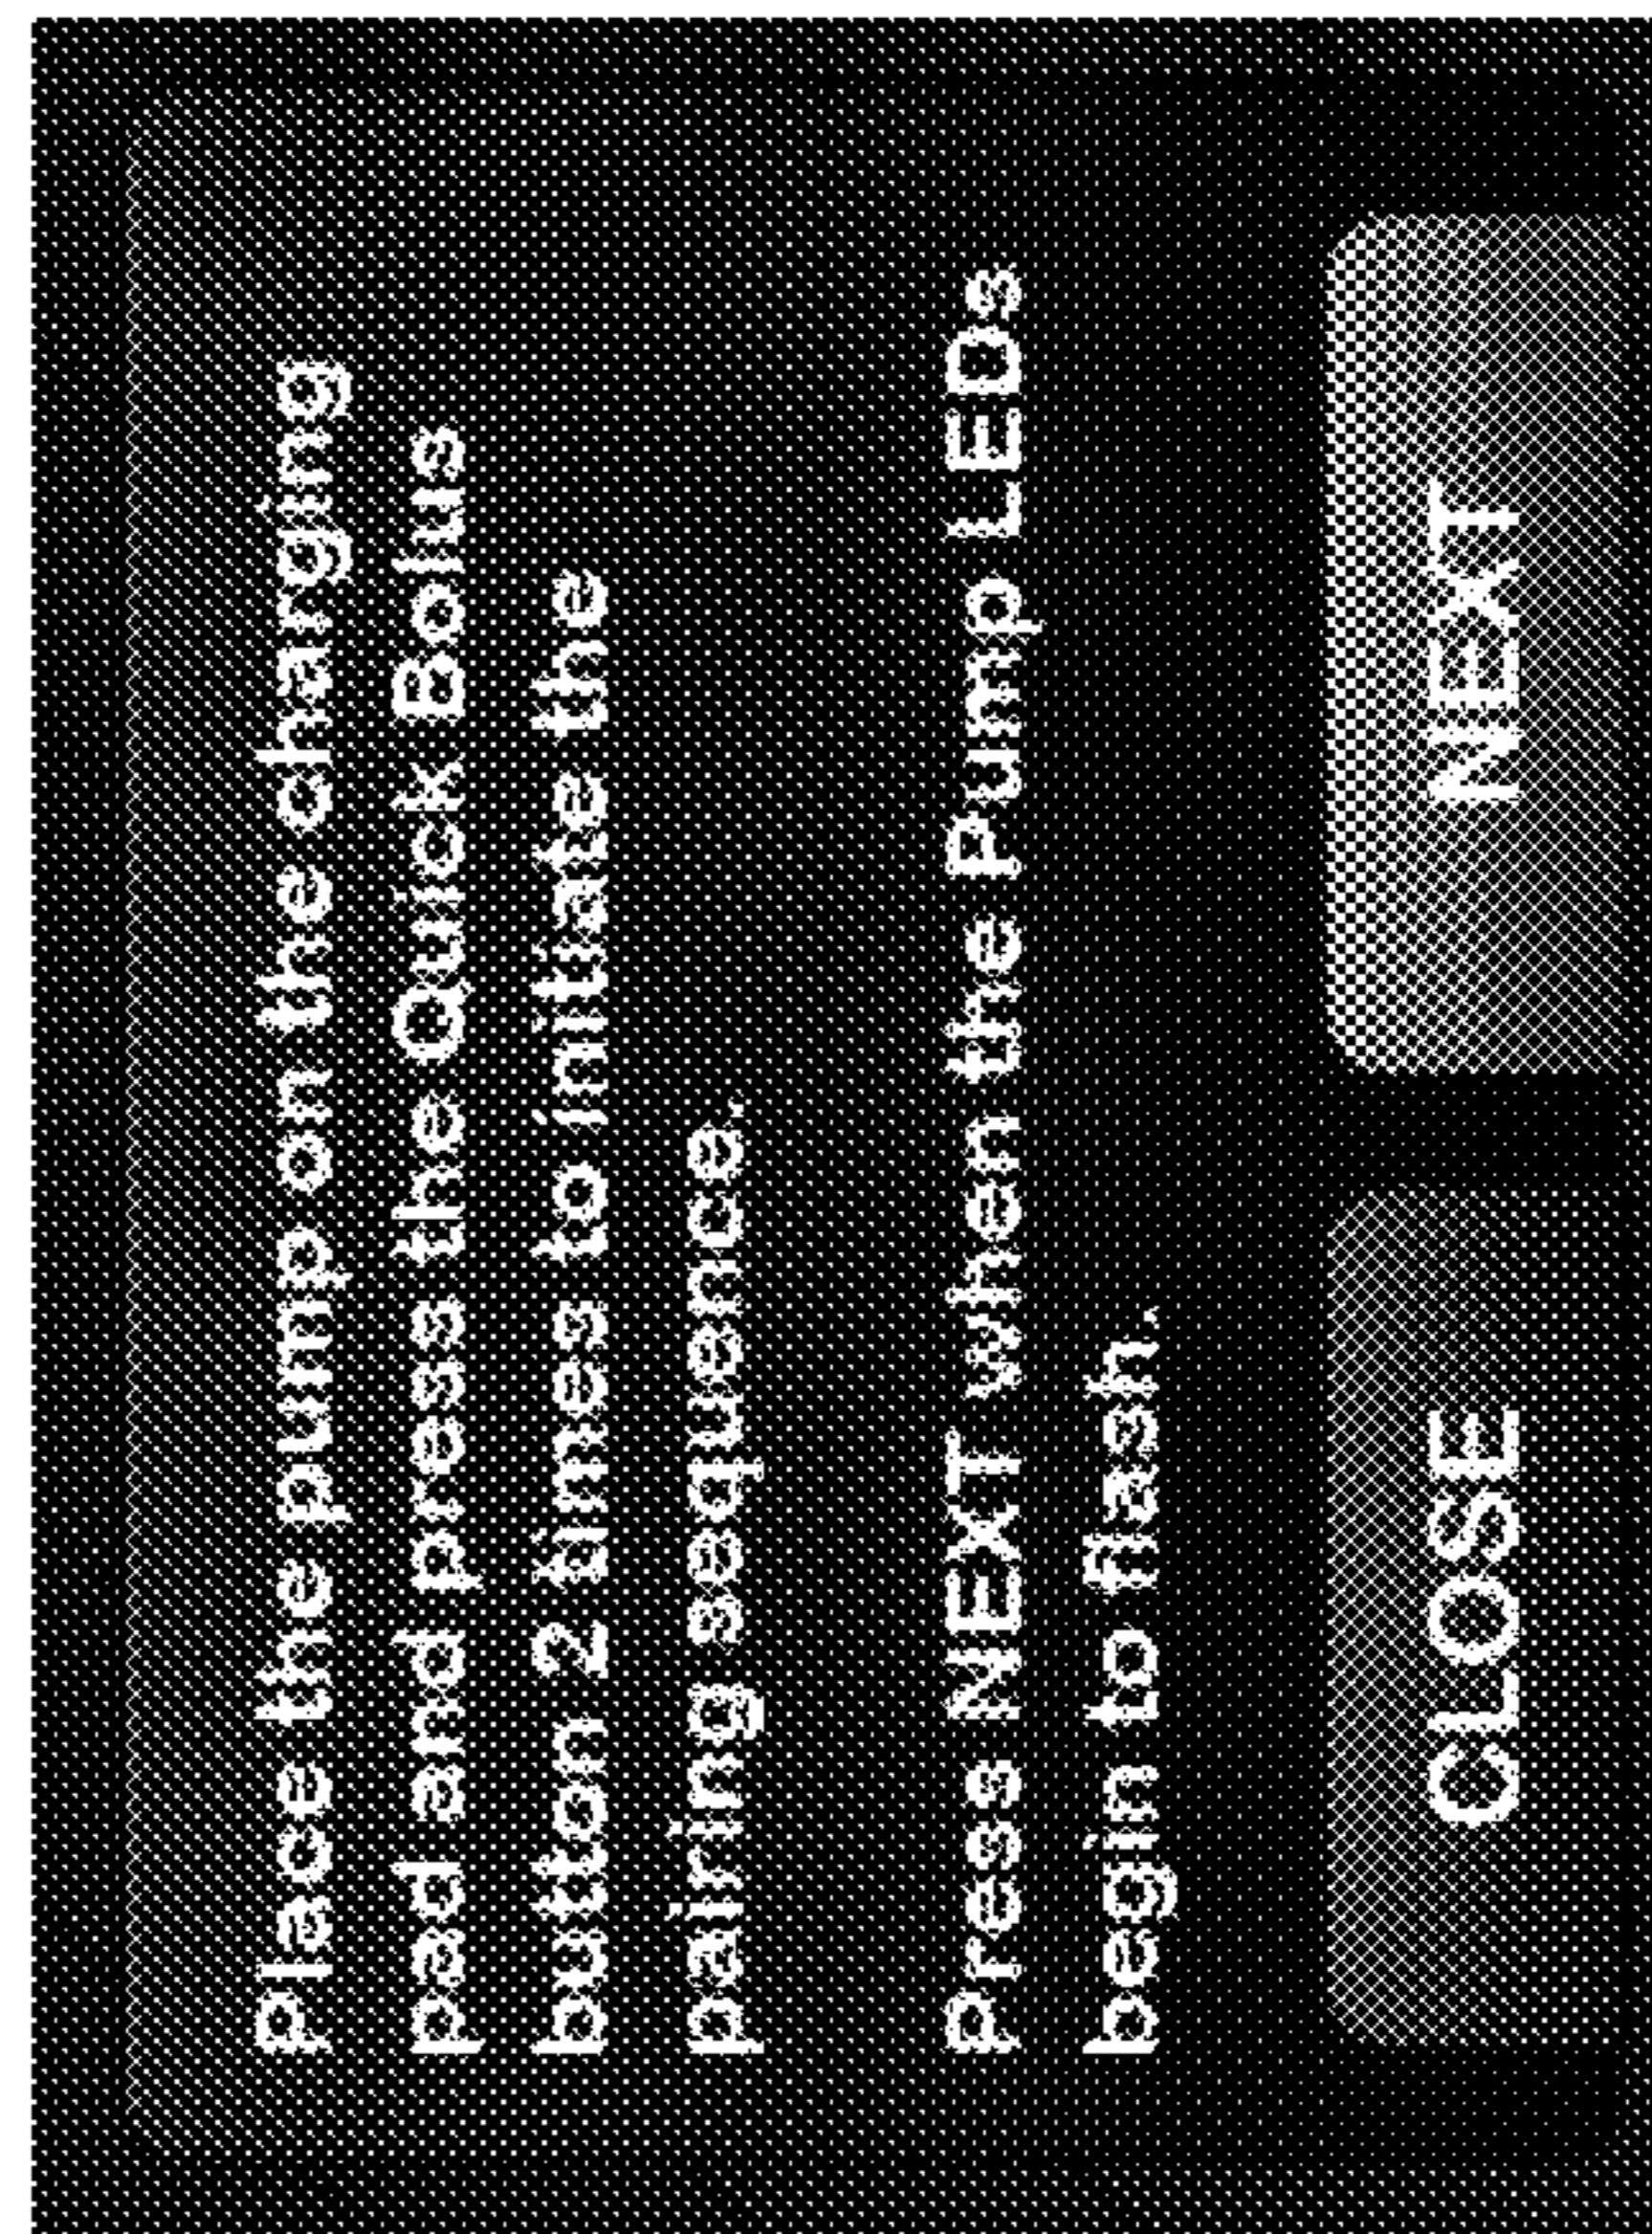 Place the pump on the charging
pad and press the Quick Bolus
button 2 times to initiate the
pairing sequence.
Press NEXT when the Pump LEDs
begin to flash.
CLOSE
NEXT